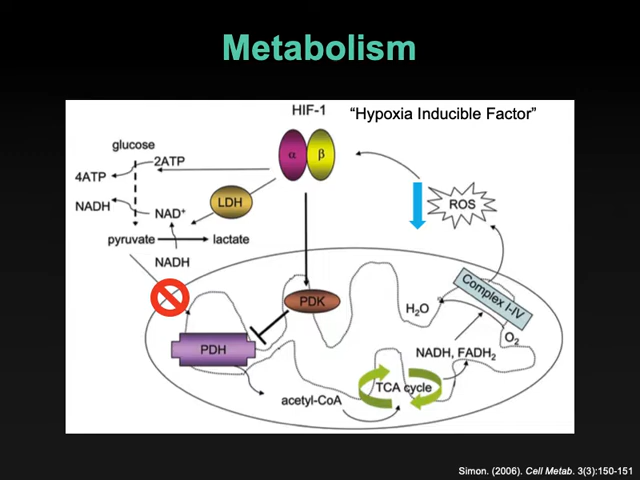 Metabolism
HIF-1
“Hypoxia Inducible Factor”
glucose
2ATP
4ATP
α
β
LDH
ROS
NADH
NAD⁺
pyruvate
lactate
NADH
PDK
H₂O
Complex I-IV
O₂
PDH
NADH, FADH₂
TCA cycle
acetyl-CoA
Simon. (2006). Cell Metab. 3(3):150-151